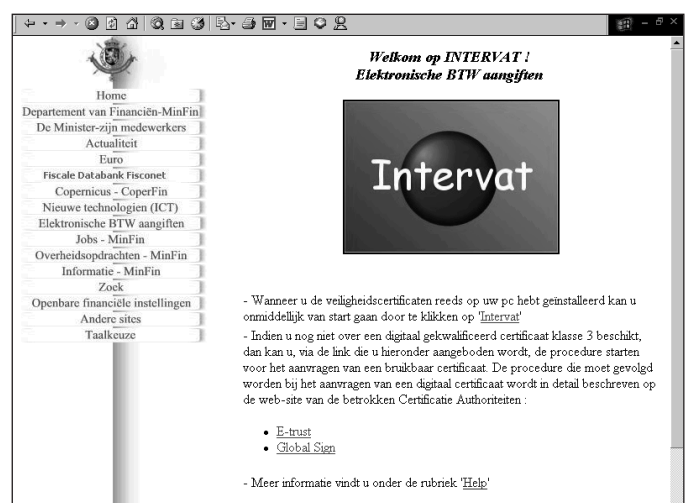 Welkom op INTERVAT !
Elektronische BTW aangiften
Home
Departement van Financiën-MinFin
De Minister-zijn medewerkers
Actualiteit
Euro
Fiscale Databank Fisconet
Copernicus - CoperFin
Nieuwe technologien (ICT)
Elektronische BTW aangiften
Jobs - MinFin
Overheidsopdrachten - MinFin
Informatie - MinFin
Zoek
Openbare financiële instellingen
Andere sites
Taalkeuze
Intervat
- Wanneer u de veiligheidscertificaten reeds op uw pc hebt geïnstalleerd kan u
onmiddelijk van start gaan door te klikken op 'Intervat'
- Indien u nog niet over een digitaal gekwalificeerd certificaat klasse 3 beschikt,
dan kan u, via de link die u hieronder aangeboden wordt, de procedure starten
voor het aanvragen van een bruikbaar certificaat. De procedure die moet gevolgd
worden bij het aanvragen van een digitaal certificaat wordt in detail beschreven op
de web-site van de betrokken Certificatie Authoriteiten :
• E-trust
• Global Sign
- Meer informatie vindt u onder de rubriek 'Help'